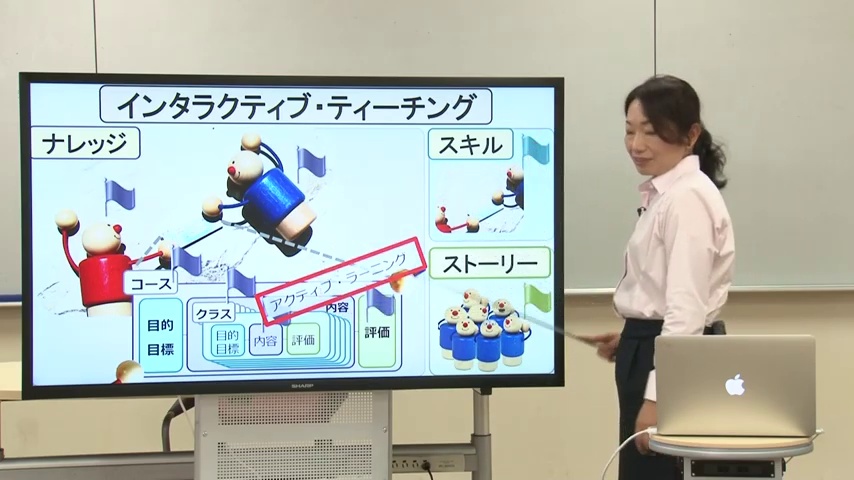 インタラクティブ・ティーチング
ナレッジ
スキル
ストーリー
コース
アクティブ・ラーニング
目的
目標
クラス
内容
評価
目的
目標
内容
評価
SHARP